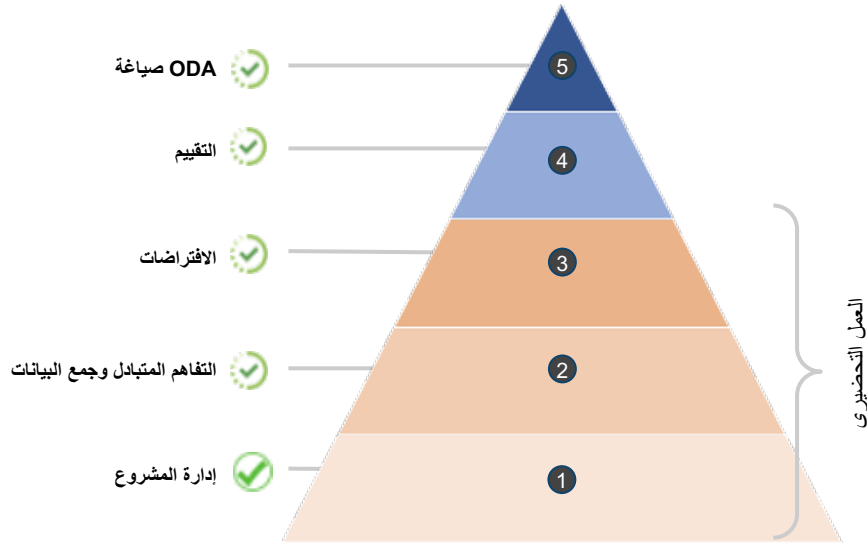 صياغة ODA
5
التقييم
4
الافتراضات
3
التفاهم المتبادل وجمع البيانات
2
إدارة المشروع
1
العمل التحضيري